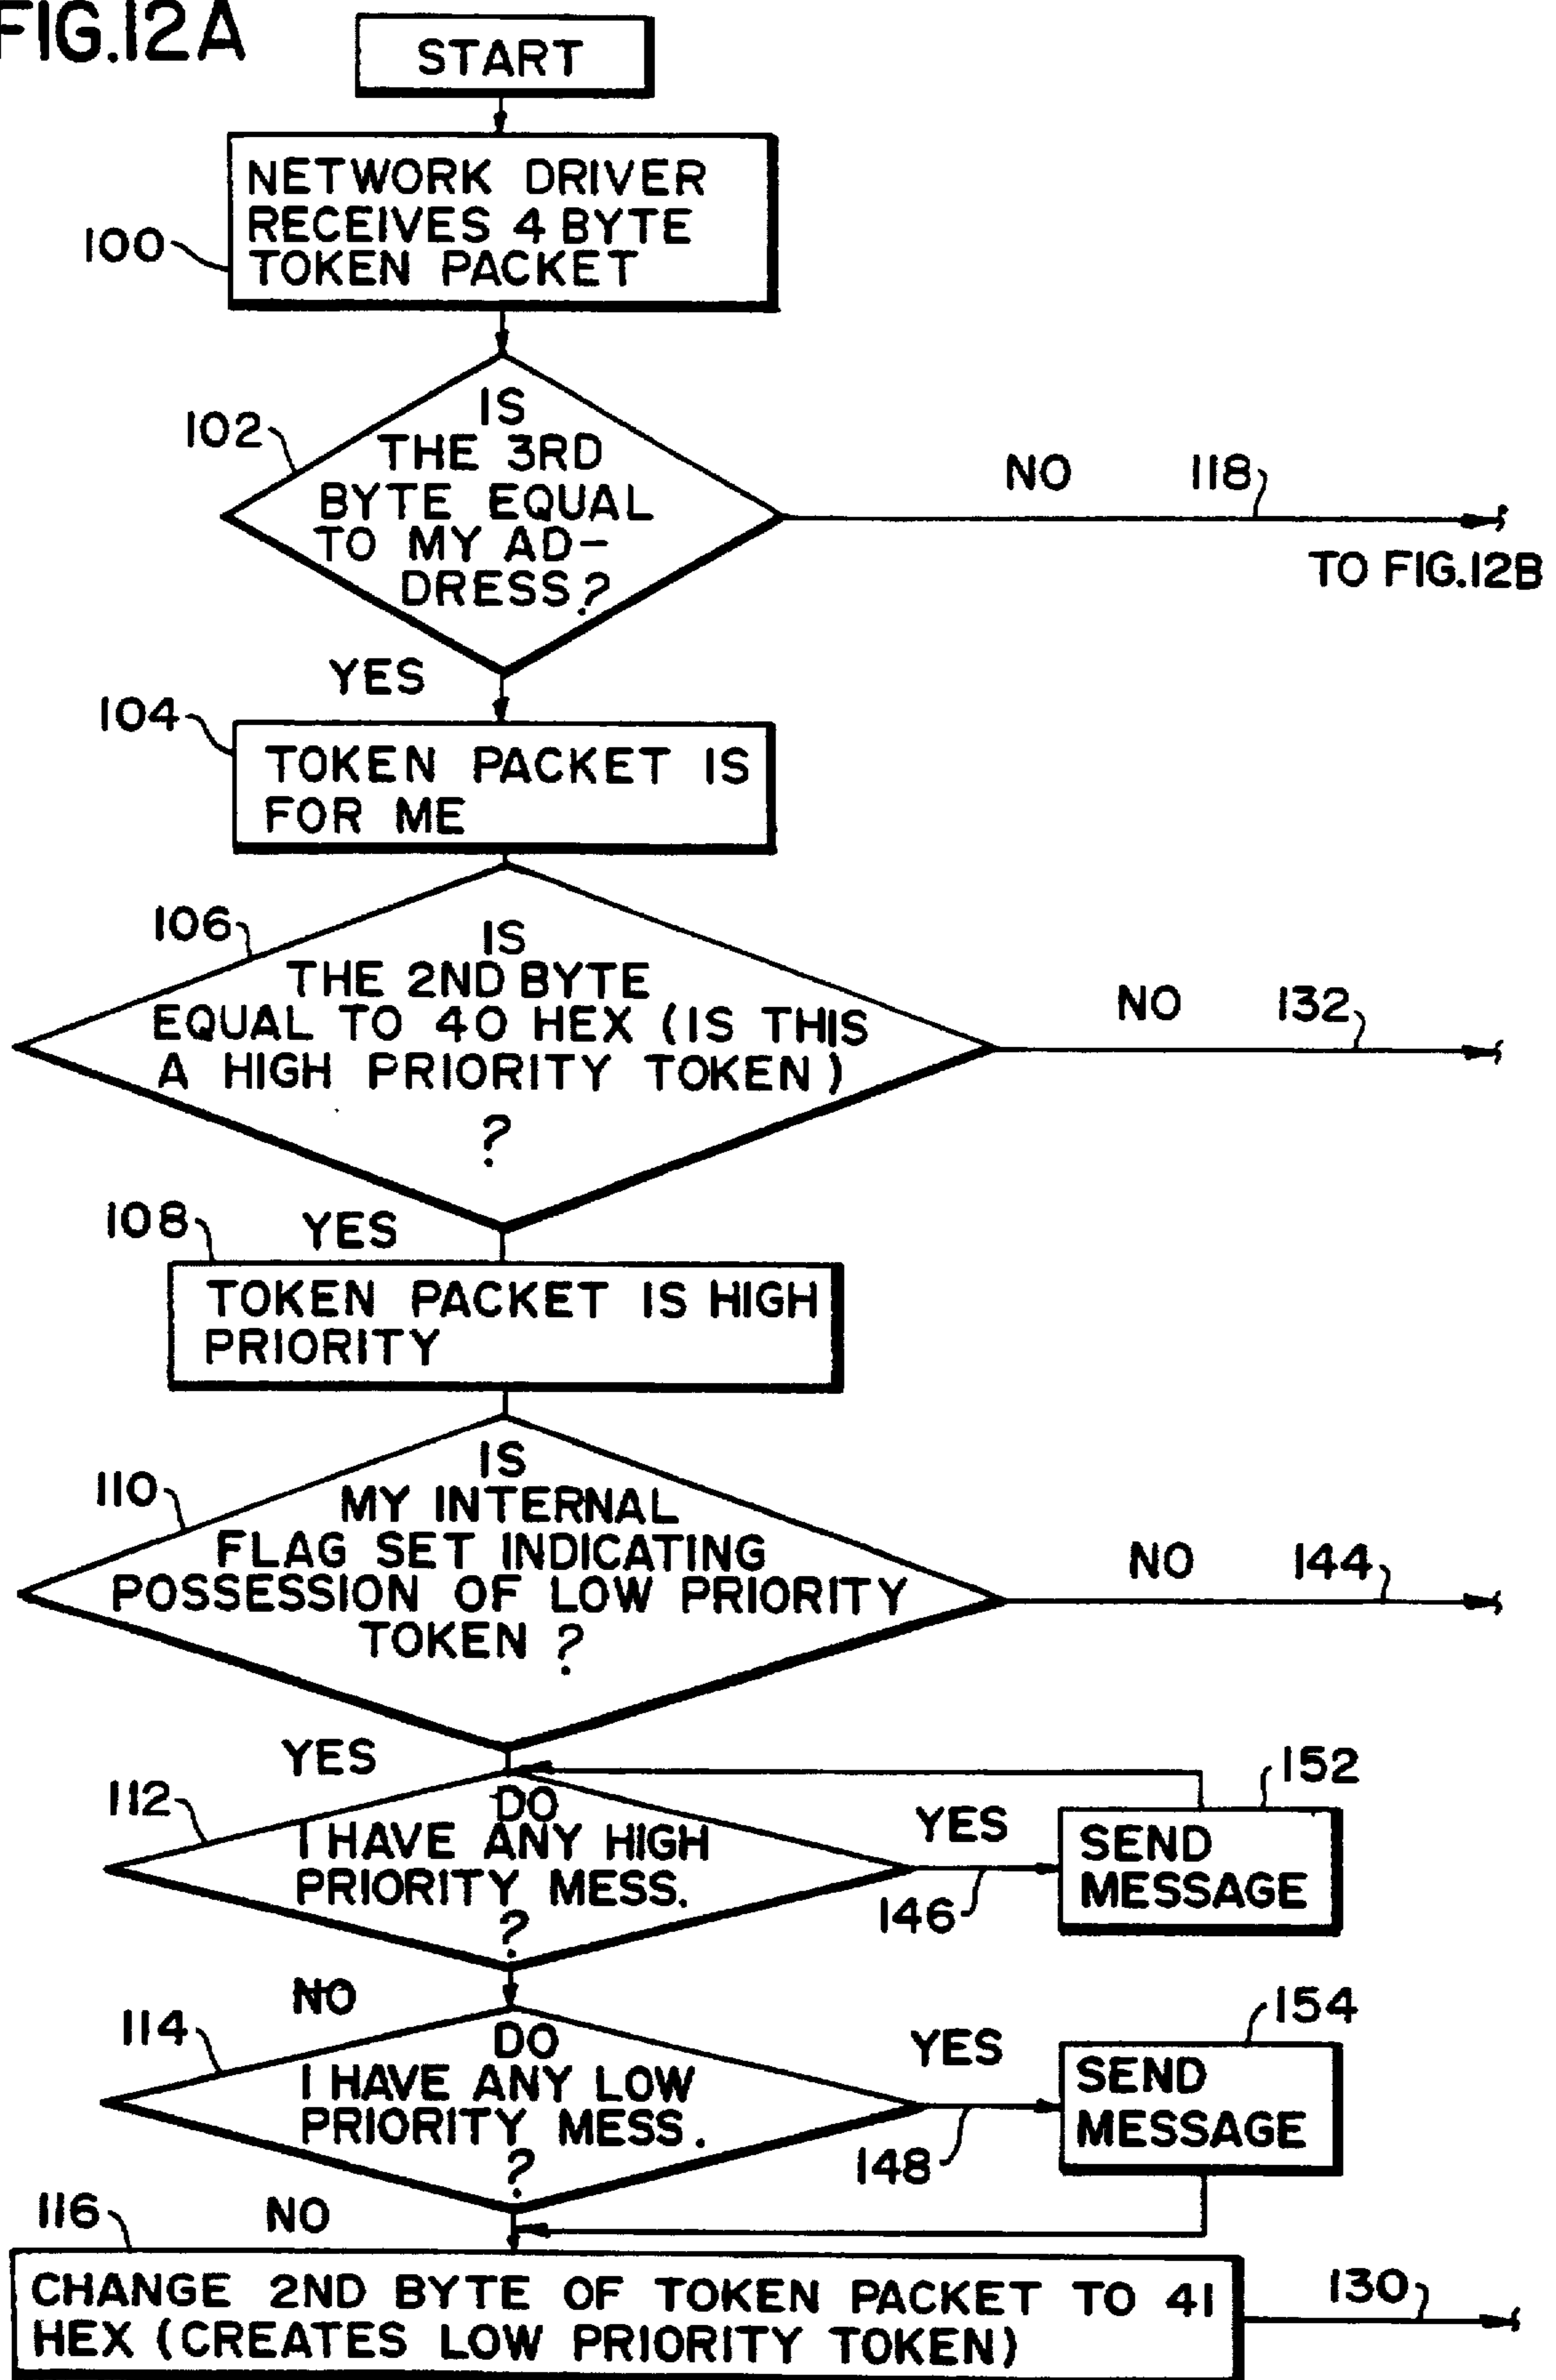 FIG.12A
START
100
NETWORK DRIVER
RECEIVES 4 BYTE
TOKEN PACKET
102
IS
THE 3RD
BYTE EQUAL
TO MY AD-
DRESS?
NO 118
TO FIG.12B
YES
104
TOKEN PACKET IS
FOR ME
106
IS
THE 2ND BYTE
EQUAL TO 40 HEX (IS THIS
A HIGH PRIORITY TOKEN)
?
NO 132
YES
108
TOKEN PACKET IS HIGH
PRIORITY
110
IS
MY INTERNAL
FLAG SET INDICATING
POSSESSION OF LOW PRIORITY
TOKEN ?
NO 144
YES
112
DO
I HAVE ANY HIGH
PRIORITY MESS.
?
YES
146
152
SEND
MESSAGE
NO
114
DO
I HAVE ANY LOW
PRIORITY MESS.
?
YES
148
154
SEND
MESSAGE
NO
116
CHANGE 2ND BYTE OF TOKEN PACKET TO 41
HEX (CREATES LOW PRIORITY TOKEN)
130